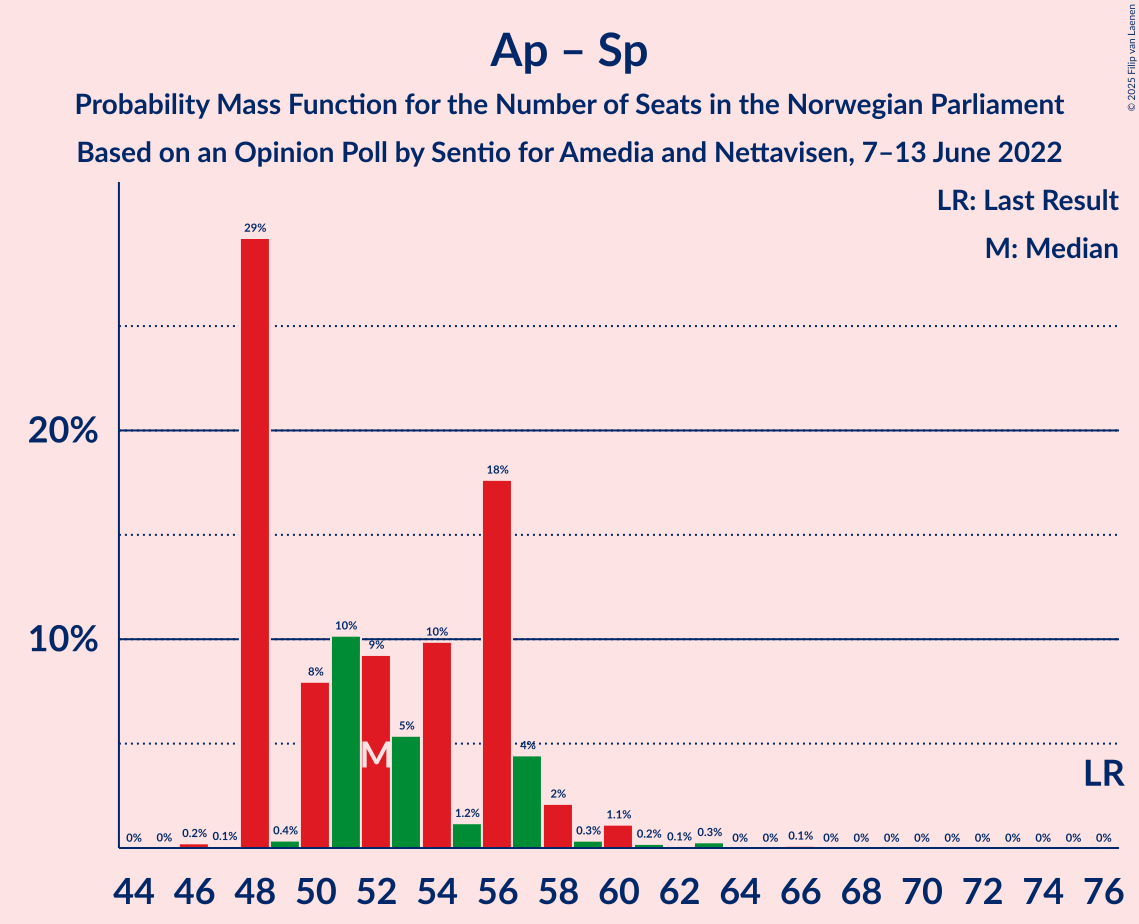 Ap – Sp
Probability Mass Function for the Number of Seats in the Norwegian Parliament
Based on an Opinion Poll by Sentio for Amedia and Nettavisen, 7–13 June 2022
© 2025 Filip van Laenen
LR: Last Result
M: Median
20%
10%
0% 0% 0.2% 0.1% 29% 0.4% 8% 10% 9% 5% 10% 1.2% 18% 4% 2% 0.3% 1.1% 0.2% 0.1% 0.3% 0% 0% 0.1% 0% 0% 0% 0% 0% 0% 0% 0% 0% 0%
M
LR
44 46 48 50 52 54 56 58 60 62 64 66 68 70 72 74 76